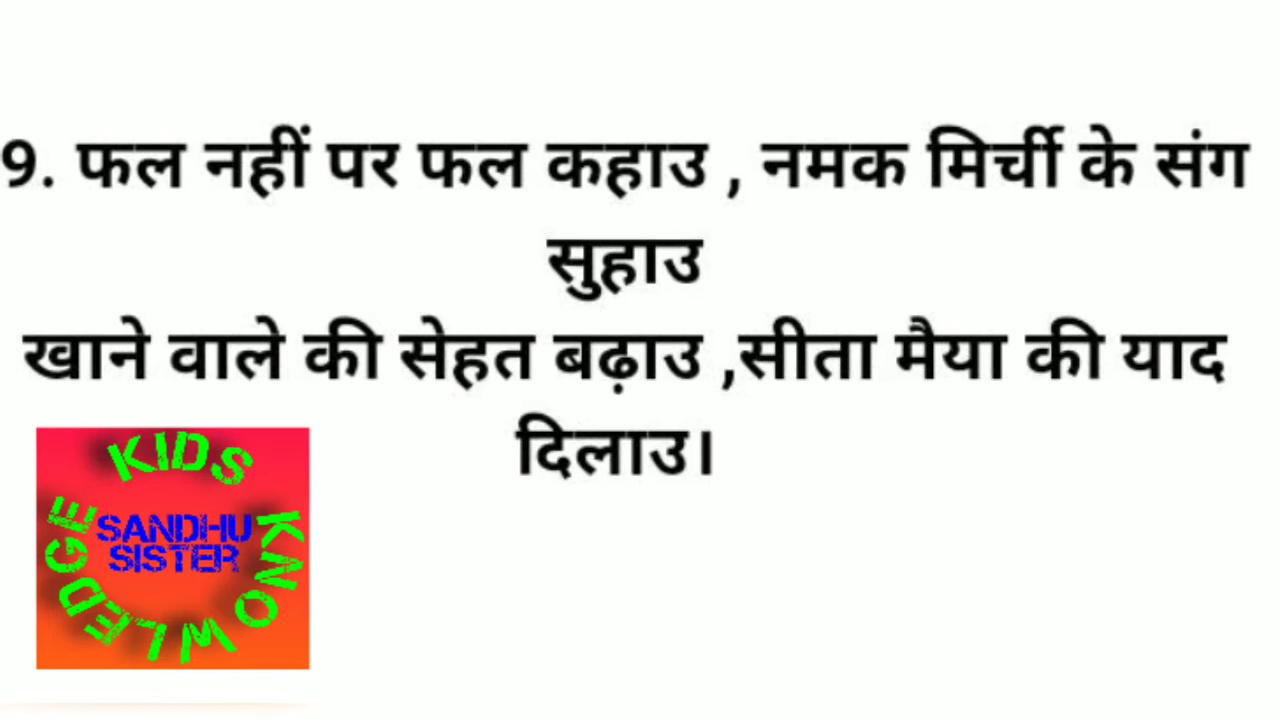 9. फल नहीं पर फल कहाउ , नमक मिर्ची के संग
सुहाउ
खाने वाले की सेहत बढ़ाउ ,सीता मैया की याद
दिलाउ।
KIDS KNOWLEDGE
SANDHU
SISTER